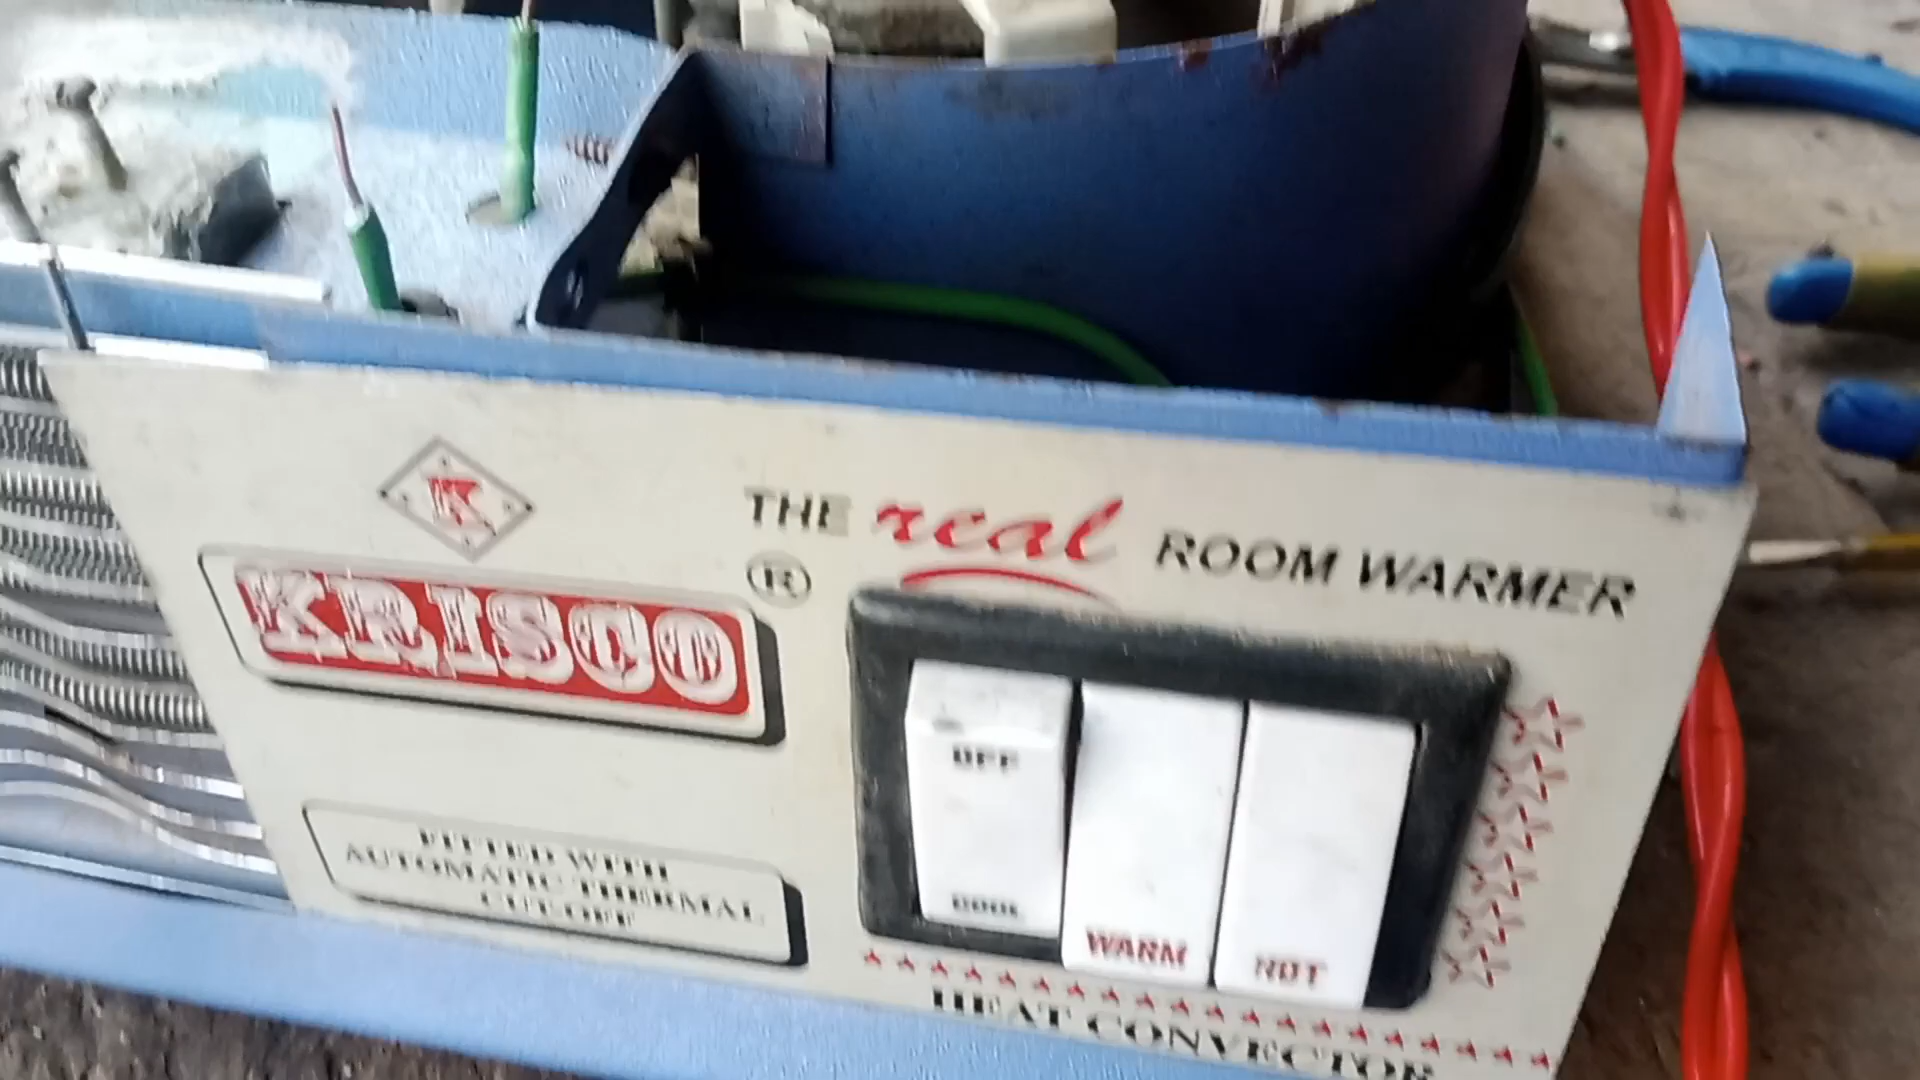 K
THE real ROOM WARMER
KRISCO ®
OFF
COOL
WARM
HOT
FITTED WITH
AUTOMATIC THERMAL
CUT-OFF
HEAT CONVECTOR